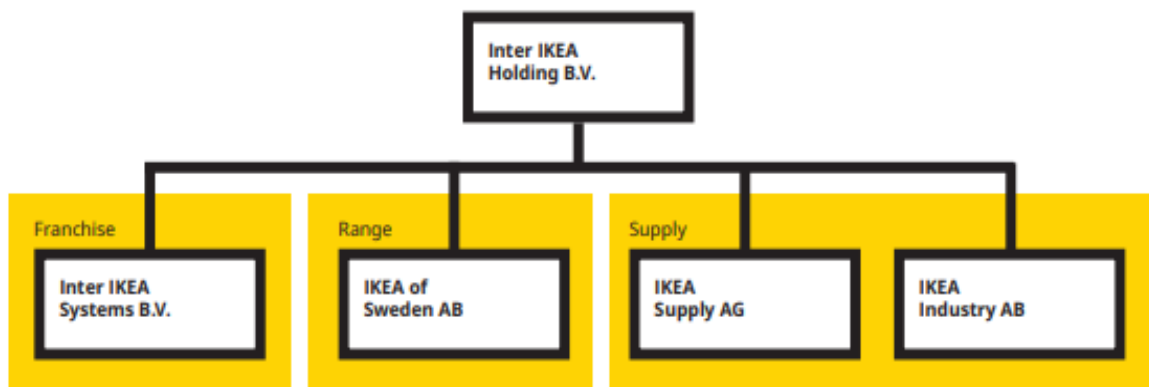 Inter IKEA
Holding B.V.
Franchise
Inter IKEA
Systems B.V.
Range
IKEA of
Sweden AB
Supply
IKEA
Supply AG
IKEA
Industry AB